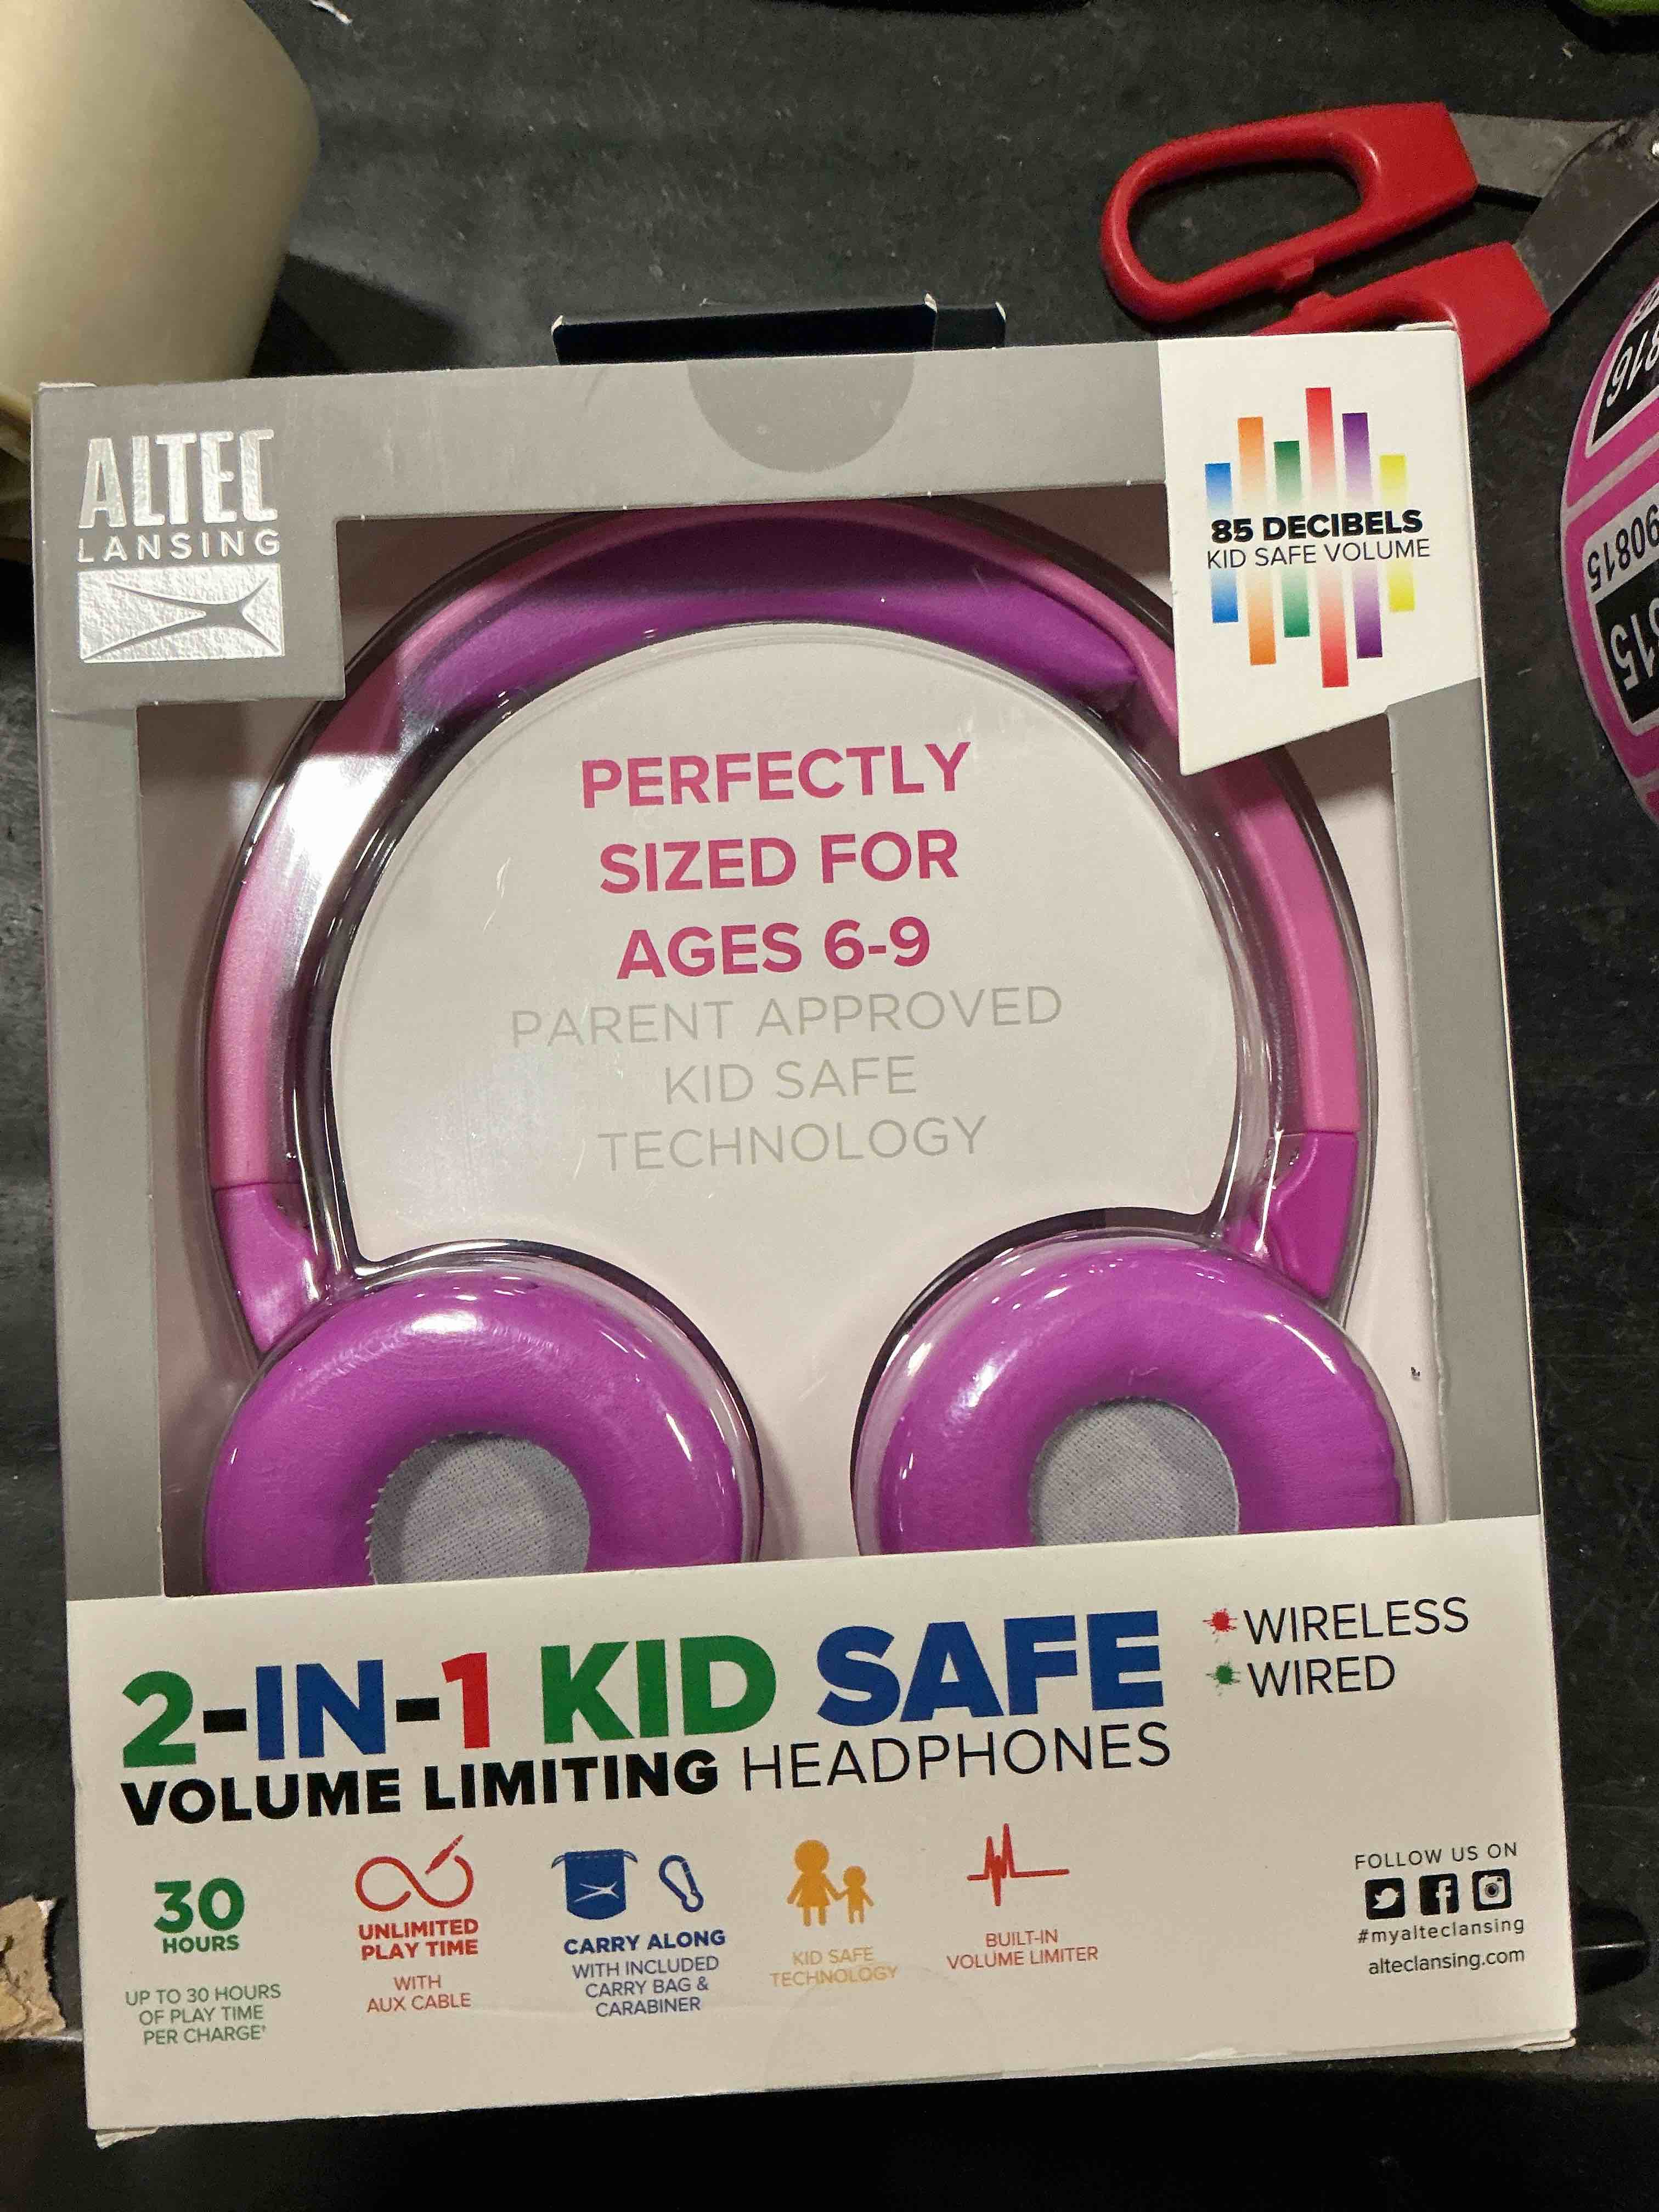 ALTEC
LANSING
85 DECIBELS
KID SAFE VOLUME
PERFECTLY
SIZED FOR
AGES 6-9
PARENT APPROVED
KID SAFE
TECHNOLOGY
2-IN-1 KID SAFE
VOLUME LIMITING HEADPHONES
WIRELESS
WIRED
30
HOURS
UP TO 30 HOURS
OF PLAY TIME
PER CHARGE†
UNLIMITED
PLAY TIME
WITH
AUX CABLE
CARRY ALONG
WITH INCLUDED
CARRY BAG &
CARABINER
KID SAFE
TECHNOLOGY
BUILT-IN
VOLUME LIMITER
FOLLOW US ON
#myalteclansing
alteclansing.com
90815